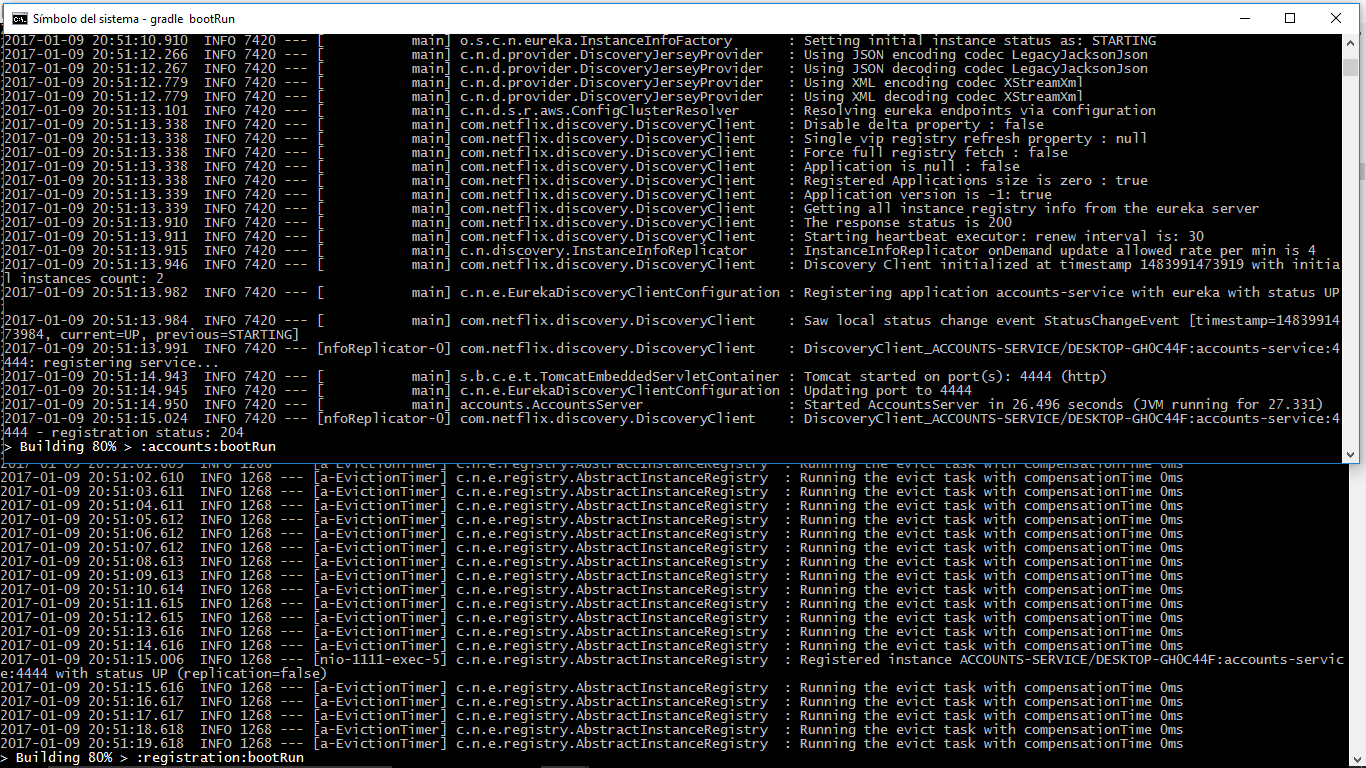 Símbolo del sistema - gradle  bootRun
2017-01-09 20:51:10.910  INFO 7420 --- [           main] o.s.c.n.eureka.InstanceInfoFactory       : Setting initial instance status as: STARTING
2017-01-09 20:51:12.266  INFO 7420 --- [           main] c.n.d.provider.DiscoveryJerseyProvider   : Using JSON encoding codec LegacyJacksonJson
2017-01-09 20:51:12.267  INFO 7420 --- [           main] c.n.d.provider.DiscoveryJerseyProvider   : Using JSON decoding codec LegacyJacksonJson
2017-01-09 20:51:12.779  INFO 7420 --- [           main] c.n.d.provider.DiscoveryJerseyProvider   : Using XML encoding codec XStreamXml
2017-01-09 20:51:12.779  INFO 7420 --- [           main] c.n.d.provider.DiscoveryJerseyProvider   : Using XML decoding codec XStreamXml
2017-01-09 20:51:13.101  INFO 7420 --- [           main] c.n.d.s.r.aws.ConfigClusterResolver      : Resolving eureka endpoints via configuration
2017-01-09 20:51:13.338  INFO 7420 --- [           main] com.netflix.discovery.DiscoveryClient    : Disable delta property : false
2017-01-09 20:51:13.338  INFO 7420 --- [           main] com.netflix.discovery.DiscoveryClient    : Single vip registry refresh property : null
2017-01-09 20:51:13.338  INFO 7420 --- [           main] com.netflix.discovery.DiscoveryClient    : Force full registry fetch : false
2017-01-09 20:51:13.338  INFO 7420 --- [           main] com.netflix.discovery.DiscoveryClient    : Application is null : false
2017-01-09 20:51:13.338  INFO 7420 --- [           main] com.netflix.discovery.DiscoveryClient    : Registered Applications size is zero : true
2017-01-09 20:51:13.339  INFO 7420 --- [           main] com.netflix.discovery.DiscoveryClient    : Application version is -1: true
2017-01-09 20:51:13.339  INFO 7420 --- [           main] com.netflix.discovery.DiscoveryClient    : Getting all instance registry info from the eureka server
2017-01-09 20:51:13.910  INFO 7420 --- [           main] com.netflix.discovery.DiscoveryClient    : The response status is 200
2017-01-09 20:51:13.911  INFO 7420 --- [           main] com.netflix.discovery.DiscoveryClient    : Starting heartbeat executor: renew interval is: 30
2017-01-09 20:51:13.915  INFO 7420 --- [           main] c.n.discovery.InstanceInfoReplicator     : InstanceInfoReplicator onDemand update allowed rate per min is 4
2017-01-09 20:51:13.946  INFO 7420 --- [           main] com.netflix.discovery.DiscoveryClient    : Discovery Client initialized at timestamp 1483991473919 with initia
l instances count: 2
2017-01-09 20:51:13.982  INFO 7420 --- [           main] c.n.e.EurekaDiscoveryClientConfiguration : Registering application accounts-service with eureka with status UP
2017-01-09 20:51:13.984  INFO 7420 --- [           main] com.netflix.discovery.DiscoveryClient    : Saw local status change event StatusChangeEvent [timestamp=14839914
73984, current=UP, previous=STARTING]
2017-01-09 20:51:13.991  INFO 7420 --- [nfoReplicator-0] com.netflix.discovery.DiscoveryClient    : DiscoveryClient_ACCOUNTS-SERVICE/DESKTOP-GH0C44F:accounts-service:4
444: registering service...
2017-01-09 20:51:14.943  INFO 7420 --- [           main] s.b.c.e.t.TomcatEmbeddedServletContainer : Tomcat started on port(s): 4444 (http)
2017-01-09 20:51:14.945  INFO 7420 --- [           main] c.n.e.EurekaDiscoveryClientConfiguration : Updating port to 4444
2017-01-09 20:51:14.950  INFO 7420 --- [           main] accounts.AccountsServer                  : Started AccountsServer in 26.496 seconds (JVM running for 27.331)
2017-01-09 20:51:15.024  INFO 7420 --- [nfoReplicator-0] com.netflix.discovery.DiscoveryClient    : DiscoveryClient_ACCOUNTS-SERVICE/DESKTOP-GH0C44F:accounts-service:4
444 - registration status: 204
> Building 80% > :accounts:bootRun
2017-01-09 20:51:01.609  INFO 1268 --- [a-EvictionTimer] c.n.e.registry.AbstractInstanceRegistry  : Running the evict task with compensationTime 0ms
2017-01-09 20:51:02.610  INFO 1268 --- [a-EvictionTimer] c.n.e.registry.AbstractInstanceRegistry  : Running the evict task with compensationTime 0ms
2017-01-09 20:51:03.611  INFO 1268 --- [a-EvictionTimer] c.n.e.registry.AbstractInstanceRegistry  : Running the evict task with compensationTime 0ms
2017-01-09 20:51:04.611  INFO 1268 --- [a-EvictionTimer] c.n.e.registry.AbstractInstanceRegistry  : Running the evict task with compensationTime 0ms
2017-01-09 20:51:05.612  INFO 1268 --- [a-EvictionTimer] c.n.e.registry.AbstractInstanceRegistry  : Running the evict task with compensationTime 0ms
2017-01-09 20:51:06.612  INFO 1268 --- [a-EvictionTimer] c.n.e.registry.AbstractInstanceRegistry  : Running the evict task with compensationTime 0ms
2017-01-09 20:51:07.612  INFO 1268 --- [a-EvictionTimer] c.n.e.registry.AbstractInstanceRegistry  : Running the evict task with compensationTime 0ms
2017-01-09 20:51:08.613  INFO 1268 --- [a-EvictionTimer] c.n.e.registry.AbstractInstanceRegistry  : Running the evict task with compensationTime 0ms
2017-01-09 20:51:09.613  INFO 1268 --- [a-EvictionTimer] c.n.e.registry.AbstractInstanceRegistry  : Running the evict task with compensationTime 0ms
2017-01-09 20:51:10.614  INFO 1268 --- [a-EvictionTimer] c.n.e.registry.AbstractInstanceRegistry  : Running the evict task with compensationTime 0ms
2017-01-09 20:51:11.615  INFO 1268 --- [a-EvictionTimer] c.n.e.registry.AbstractInstanceRegistry  : Running the evict task with compensationTime 0ms
2017-01-09 20:51:12.615  INFO 1268 --- [a-EvictionTimer] c.n.e.registry.AbstractInstanceRegistry  : Running the evict task with compensationTime 0ms
2017-01-09 20:51:13.616  INFO 1268 --- [a-EvictionTimer] c.n.e.registry.AbstractInstanceRegistry  : Running the evict task with compensationTime 0ms
2017-01-09 20:51:14.616  INFO 1268 --- [a-EvictionTimer] c.n.e.registry.AbstractInstanceRegistry  : Running the evict task with compensationTime 0ms
2017-01-09 20:51:15.006  INFO 1268 --- [nio-1111-exec-5] c.n.e.registry.AbstractInstanceRegistry  : Registered instance ACCOUNTS-SERVICE/DESKTOP-GH0C44F:accounts-servic
e:4444 with status UP (replication=false)
2017-01-09 20:51:15.616  INFO 1268 --- [a-EvictionTimer] c.n.e.registry.AbstractInstanceRegistry  : Running the evict task with compensationTime 0ms
2017-01-09 20:51:16.617  INFO 1268 --- [a-EvictionTimer] c.n.e.registry.AbstractInstanceRegistry  : Running the evict task with compensationTime 0ms
2017-01-09 20:51:17.617  INFO 1268 --- [a-EvictionTimer] c.n.e.registry.AbstractInstanceRegistry  : Running the evict task with compensationTime 0ms
2017-01-09 20:51:18.618  INFO 1268 --- [a-EvictionTimer] c.n.e.registry.AbstractInstanceRegistry  : Running the evict task with compensationTime 0ms
2017-01-09 20:51:19.618  INFO 1268 --- [a-EvictionTimer] c.n.e.registry.AbstractInstanceRegistry  : Running the evict task with compensationTime 0ms
> Building 80% > :registration:bootRun